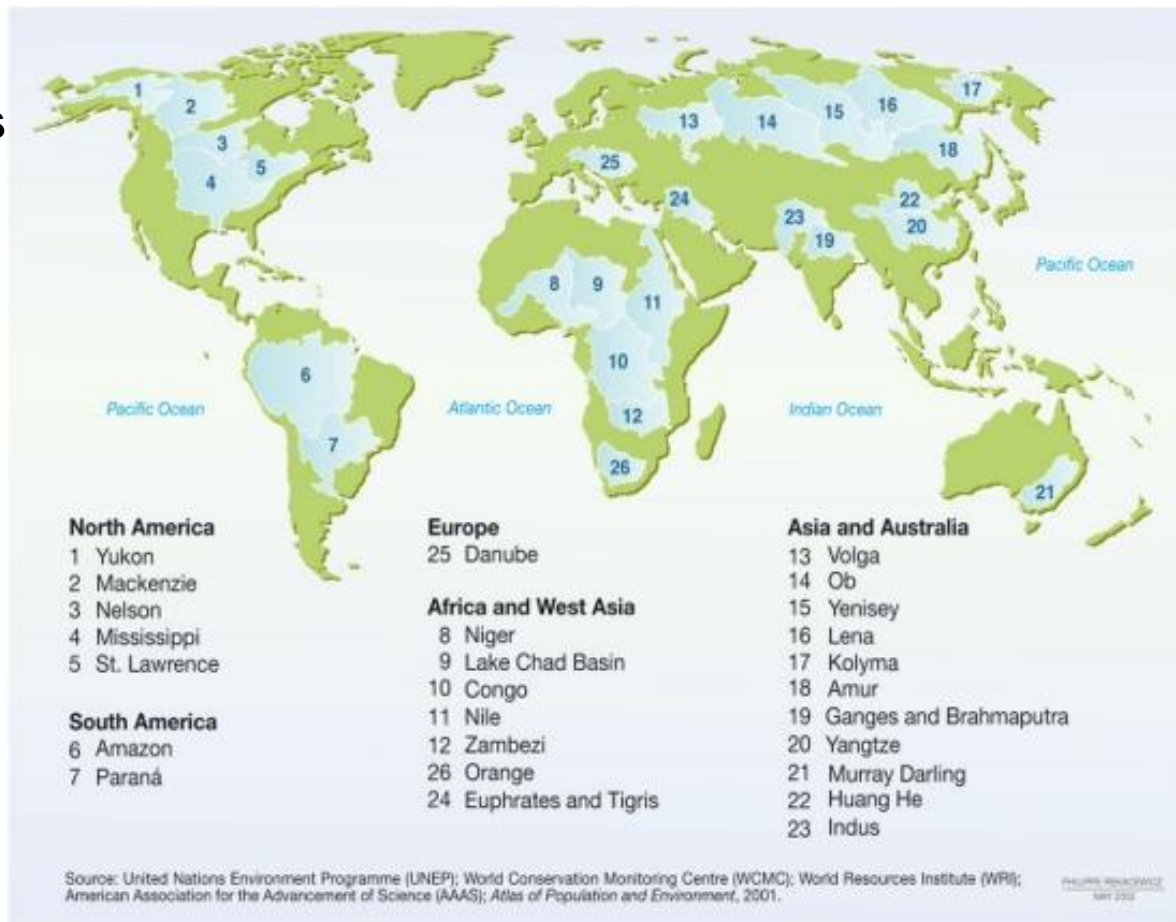 s
1
2
3
4
5
6
7
8
9
10
11
12
13
14
15
16
17
18
19
20
21
22
23
24
25
26
Pacific Ocean
Pacific Ocean
Atlantic Ocean
Indian Ocean
North America
1 Yukon
2 Mackenzie
3 Nelson
4 Mississippi
5 St. Lawrence
South America
6 Amazon
7 Paraná
Europe
25 Danube
Africa and West Asia
8 Niger
9 Lake Chad Basin
10 Congo
11 Nile
12 Zambezi
26 Orange
24 Euphrates and Tigris
Asia and Australia
13 Volga
14 Ob
15 Yenisey
16 Lena
17 Kolyma
18 Amur
19 Ganges and Brahmaputra
20 Yangtze
21 Murray Darling
22 Huang He
23 Indus
Source: United Nations Environment Programme (UNEP); World Conservation Monitoring Centre (WCMC); World Resources Institute (WRI);
American Association for the Advancement of Science (AAAS); Atlas of Population and Environment, 2001.
PHILIPPE REKACEWICZ
MAY 2002